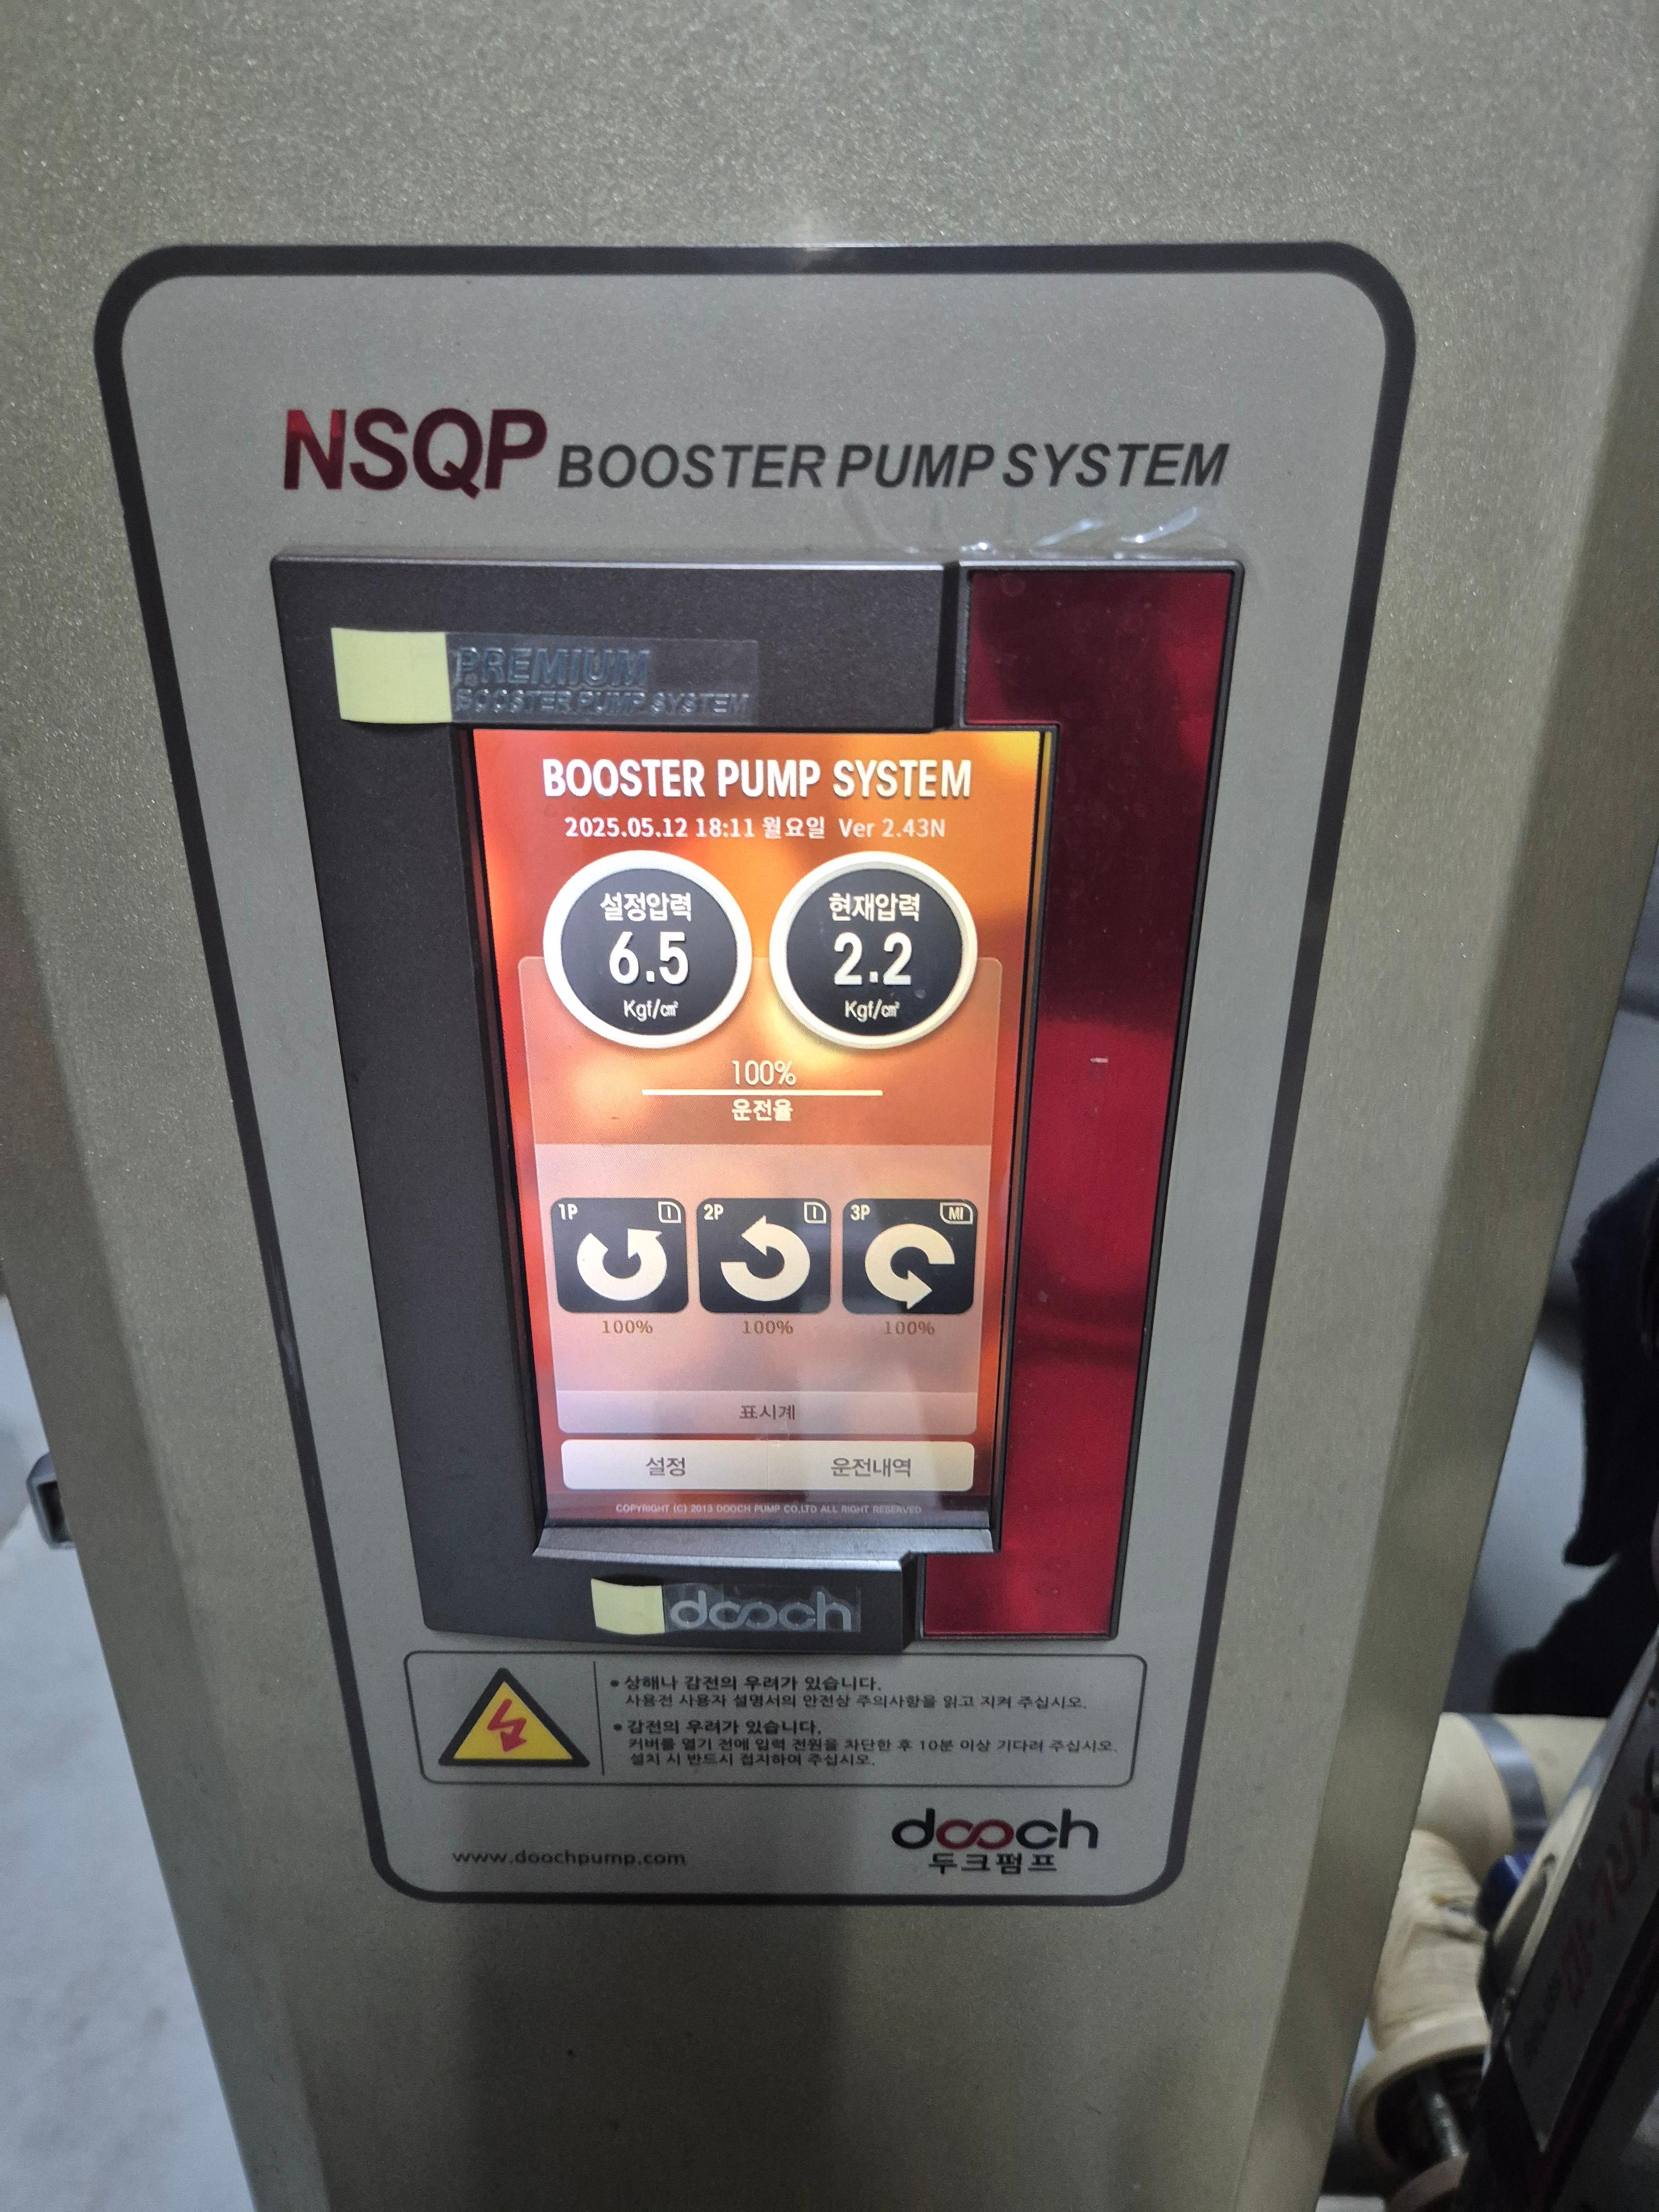 NSQP BOOSTER PUMP SYSTEM
PREMIUM
BOOSTER PUMP SYSTEM
BOOSTER PUMP SYSTEM
2025.05.12 18:11 월요일 Ver 2.43N
설정압력 현재압력
6.5 2.2
Kgf/㎠ Kgf/㎠
100%
운전율
1P I 2P I 3P MI
100% 100% 100%
표시계
설정 운전내역
COPYRIGHT (C) 2013 DOOCH PUMP CO,LTD ALL RIGHT RESERVED
dooch
• 상해나 감전의 우려가 있습니다.
사용전 사용자 설명서의 안전상 주의사항을 읽고 지켜 주십시오.
• 감전의 우려가 있습니다.
커버를 열기 전에 입력 전원을 차단한 후 10분 이상 기다려 주십시오.
설치 시 반드시 접지하여 주십시오.
dooch
www.doochpump.com 두크펌프